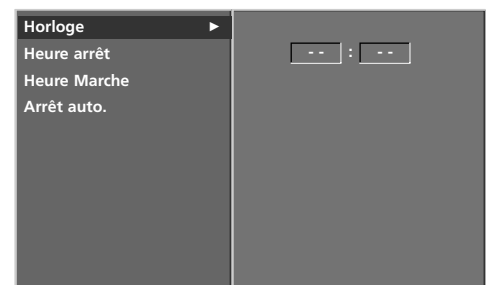 Horloge ►
-- : --
Heure arrêt
Heure Marche
Arrêt auto.